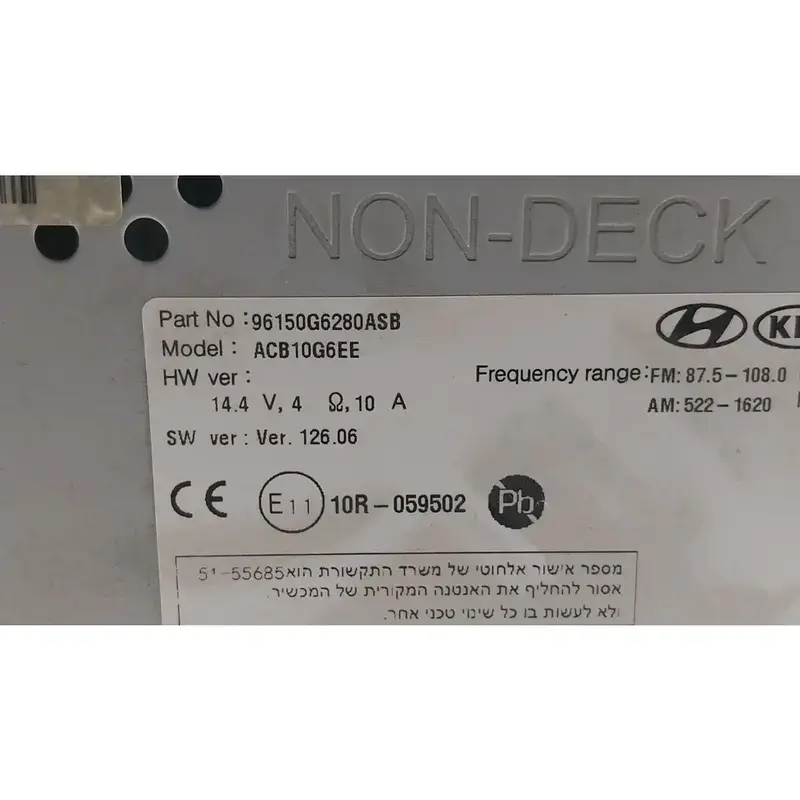 NON-DECK
Part No : 96150G6280ASB
Model : ACB10G6EE
HW ver :
14.4 V, 4 Ω, 10 A
SW ver : Ver. 126.06
Frequency range: FM: 87.5 – 108.0
AM: 522 – 1620
CE E11 10R – 059502 Pb
מספר אישור אלחוטי של משרד התקשורת הוא 51-55685
אסור להחליף את האנטנה המקורית של המכשיר.
ולא לעשות בו כל שינוי טכני אחר.